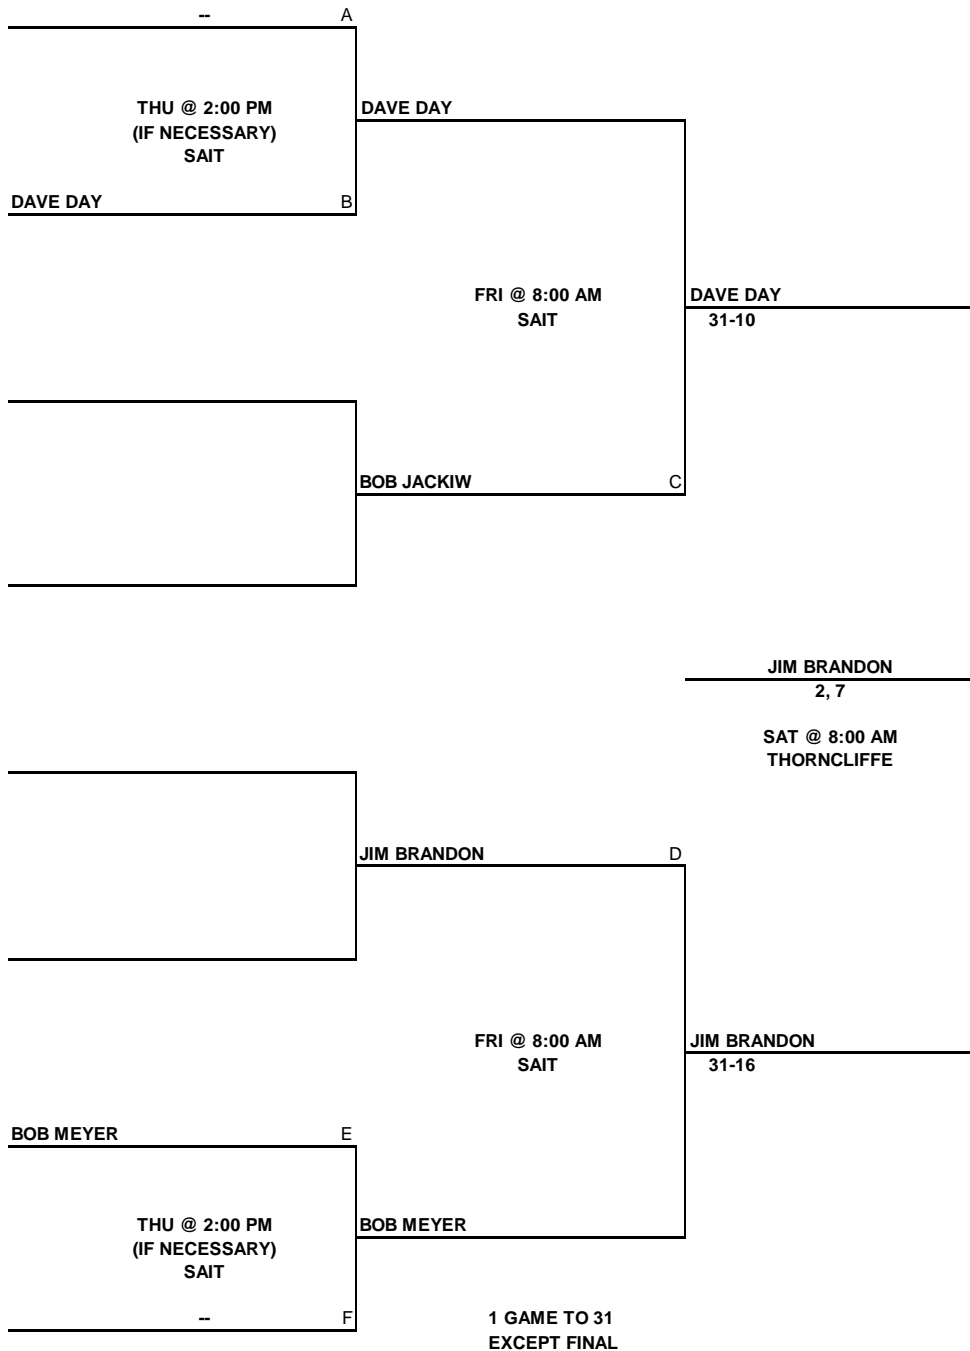 -- A
THU @ 2:00 PM
(IF NECESSARY)
SAIT
DAVE DAY
DAVE DAY B
FRI @ 8:00 AM
SAIT
DAVE DAY
31-10
BOB JACKIW C
JIM BRANDON
2, 7
SAT @ 8:00 AM
THORNCLIFFE
JIM BRANDON D
FRI @ 8:00 AM
SAIT
JIM BRANDON
31-16
BOB MEYER E
THU @ 2:00 PM
(IF NECESSARY)
SAIT
BOB MEYER
-- F
1 GAME TO 31
EXCEPT FINAL